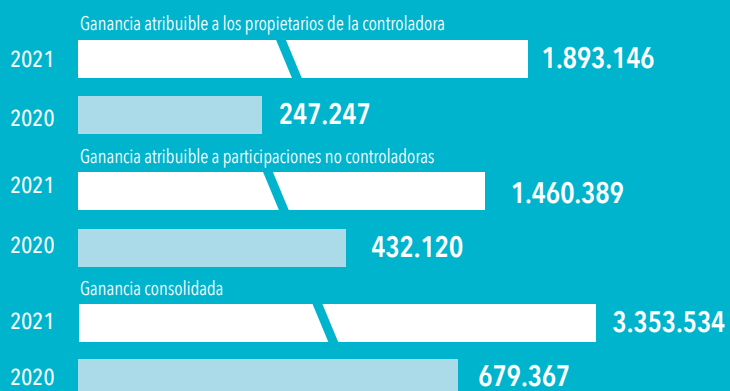 Ganancia atribuible a los propietarios de la controladora
2021 1.893.146
2020 247.247
Ganancia atribuible a participaciones no controladoras
2021 1.460.389
2020 432.120
Ganancia consolidada
2021 3.353.534
2020 679.367